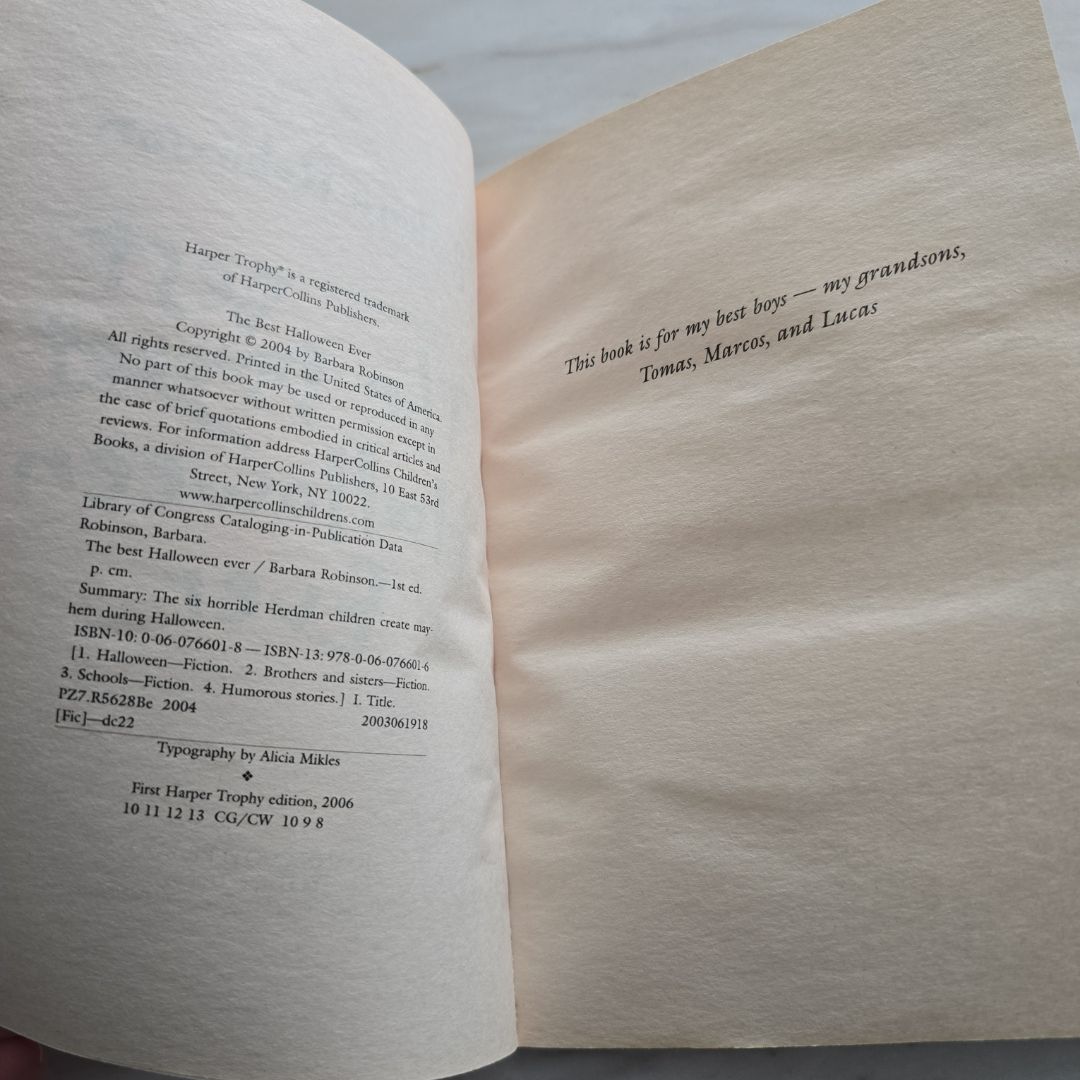 Harper Trophy® is a registered trademark
of HarperCollins Publishers.
The Best Halloween Ever
Copyright © 2004 by Barbara Robinson
All rights reserved. Printed in the United States of America.
No part of this book may be used or reproduced in any
manner whatsoever without written permission except in
the case of brief quotations embodied in critical articles and
reviews. For information address HarperCollins Children's
Books, a division of HarperCollins Publishers, 10 East 53rd
Street, New York, NY 10022.
www.harpercollinschildrens.com
Library of Congress Cataloging-in-Publication Data
Robinson, Barbara.
The best Halloween ever / Barbara Robinson.—1st ed.
p. cm.
Summary: The six horrible Herdman children create may-
hem during Halloween.
ISBN-10: 0-06-076601-8 — ISBN-13: 978-0-06-076601-6
[1. Halloween—Fiction. 2. Brothers and sisters—Fiction.
3. Schools—Fiction. 4. Humorous stories.] I. Title.
PZ7.R5628Be 2004
2003061918
[Fic]—dc22
Typography by Alicia Mikles
❖
First Harper Trophy edition, 2006
10 11 12 13 CG/CW 10 9 8
This book is for my best boys — my grandsons,
Tomas, Marcos, and Lucas